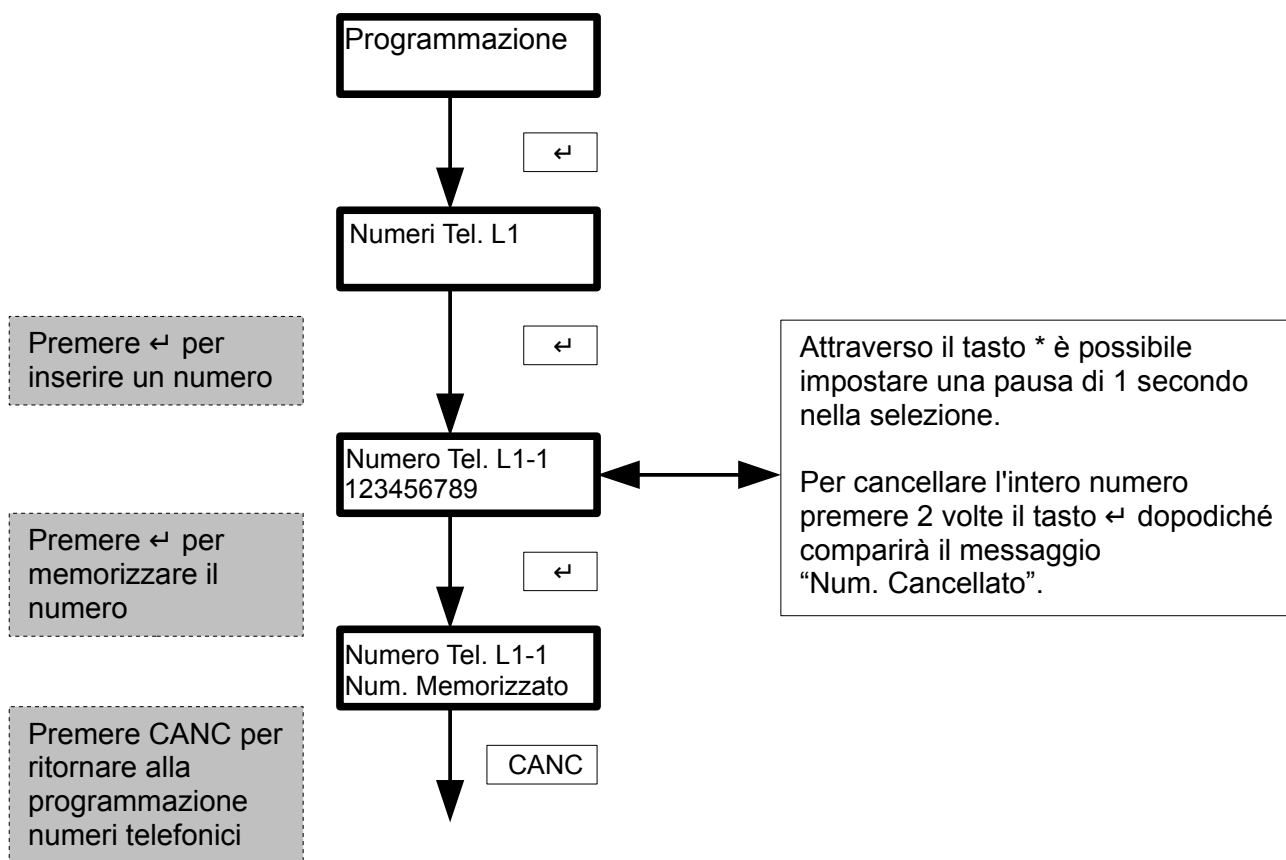 Programmazione
↵
Numeri Tel. L1
Premere ↵ per
inserire un numero
↵
Numero Tel. L1-1
123456789
Attraverso il tasto * è possibile
impostare una pausa di 1 secondo
nella selezione.
Per cancellare l'intero numero
premere 2 volte il tasto ↵ dopodiché
comparirà il messaggio
“Num. Cancellato”.
Premere ↵ per
memorizzare il
numero
↵
Numero Tel. L1-1
Num. Memorizzato
Premere CANC per
ritornare alla
programmazione
numeri telefonici
CANC